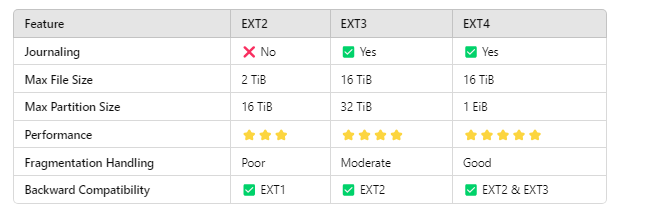 Feature EXT2 EXT3 EXT4
Journaling ❌ No ✅ Yes ✅ Yes
Max File Size 2 TiB 16 TiB 16 TiB
Max Partition Size 16 TiB 32 TiB 1 EiB
Performance ⭐⭐⭐ ⭐⭐⭐⭐ ⭐⭐⭐⭐⭐
Fragmentation Handling Poor Moderate Good
Backward Compatibility ✅ EXT1 ✅ EXT2 ✅ EXT2 & EXT3